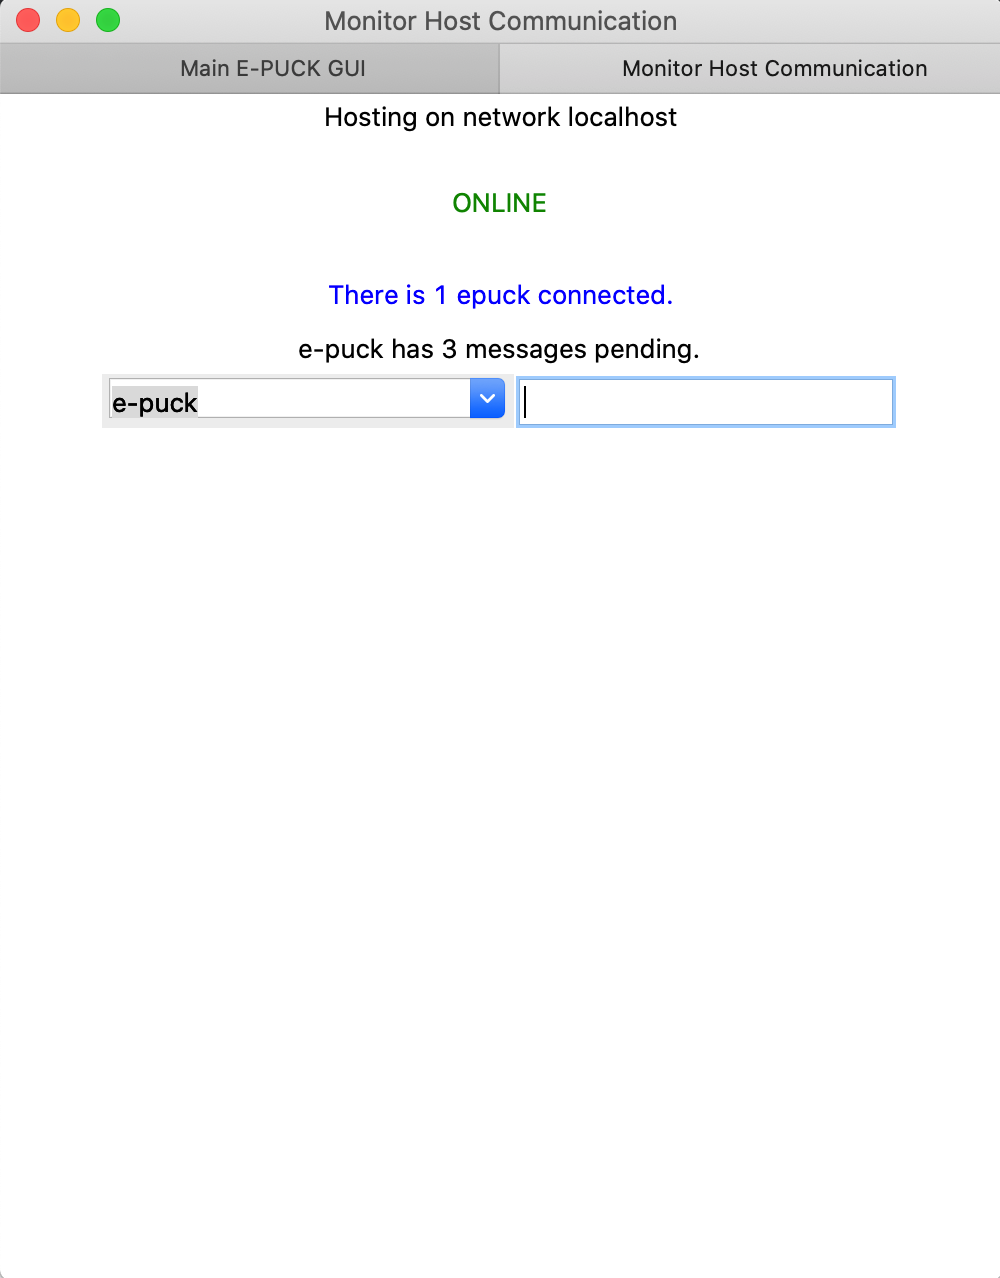 Monitor Host Communication
Main E-PUCK GUI
Monitor Host Communication
Hosting on network localhost
ONLINE
There is 1 epuck connected.
e-puck has 3 messages pending.
e-puck